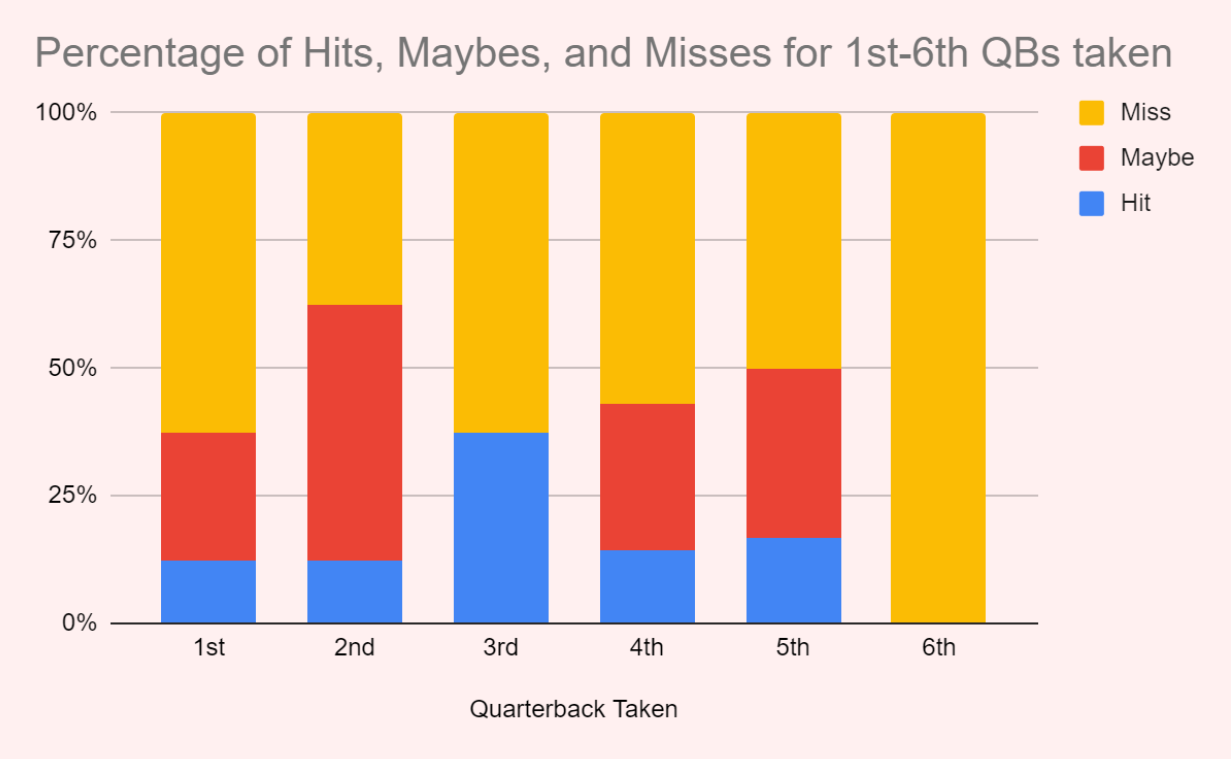 Percentage of Hits, Maybes, and Misses for 1st-6th QBs taken
100%
75%
50%
25%
0%
Miss
Maybe
Hit
1st
2nd
3rd
4th
5th
6th
Quarterback Taken